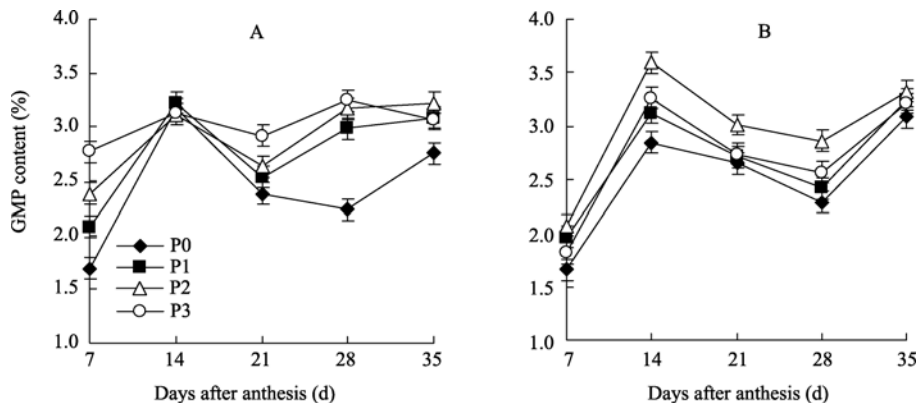 A
B
GMP content (%)
4.0
3.5
3.0
2.5
2.0
1.5
1.0
P0
P1
P2
P3
7 14 21 28 35
Days after anthesis (d)
4.0
3.5
3.0
2.5
2.0
1.5
1.0
7 14 21 28 35
Days after anthesis (d)